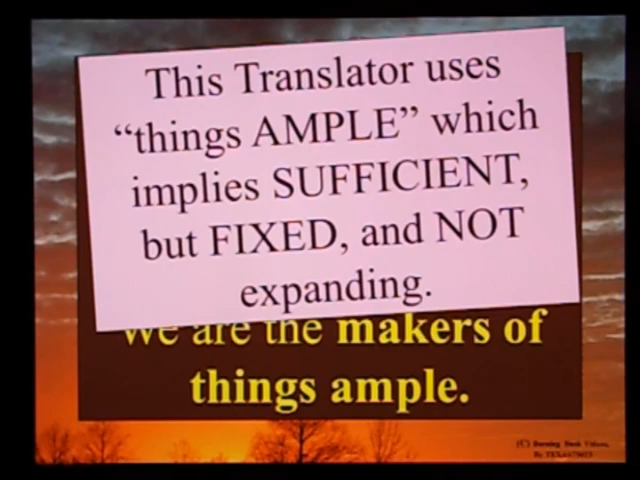 This Translator uses
“things AMPLE” which
implies SUFFICIENT,
but FIXED, and NOT
expanding.
we are the makers of
things ample.